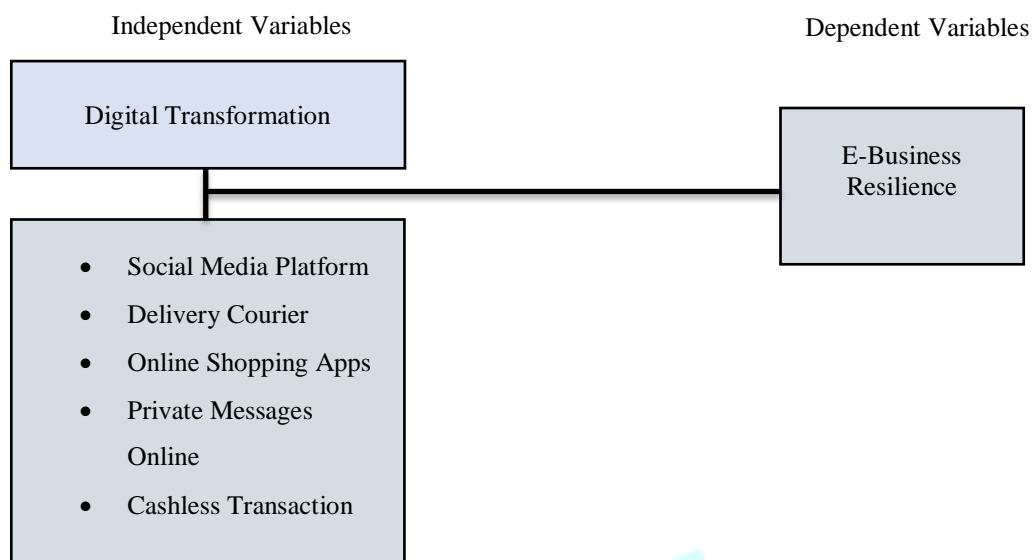 Independent Variables
Dependent Variables
Digital Transformation
E-Business
Resilience
• Social Media Platform
• Delivery Courier
• Online Shopping Apps
• Private Messages
Online
• Cashless Transaction